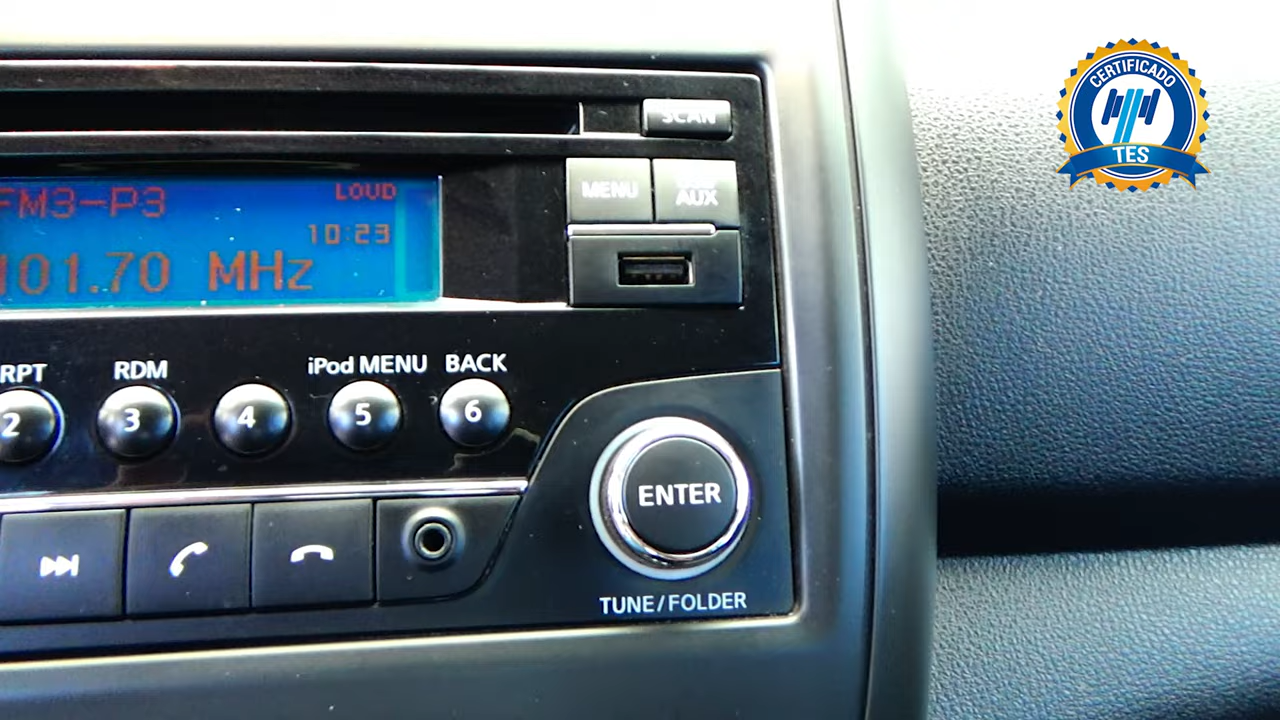 CERTIFICADO
TES
SCAN
MENU
AUX
FM3-P3
LOUD
10:23
101.70 MHz
RPT
RDM
iPod MENU
BACK
2
3
4
5
6
ENTER
TUNE/FOLDER